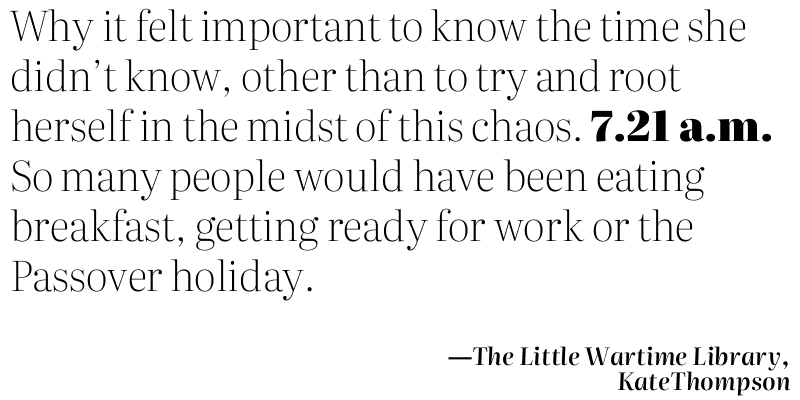 Why it felt important to know the time she
didn’t know, other than to try and root
herself in the midst of this chaos. 7.21 a.m.
So many people would have been eating
breakfast, getting ready for work or the
Passover holiday.
—The Little Wartime Library,
KateThompson